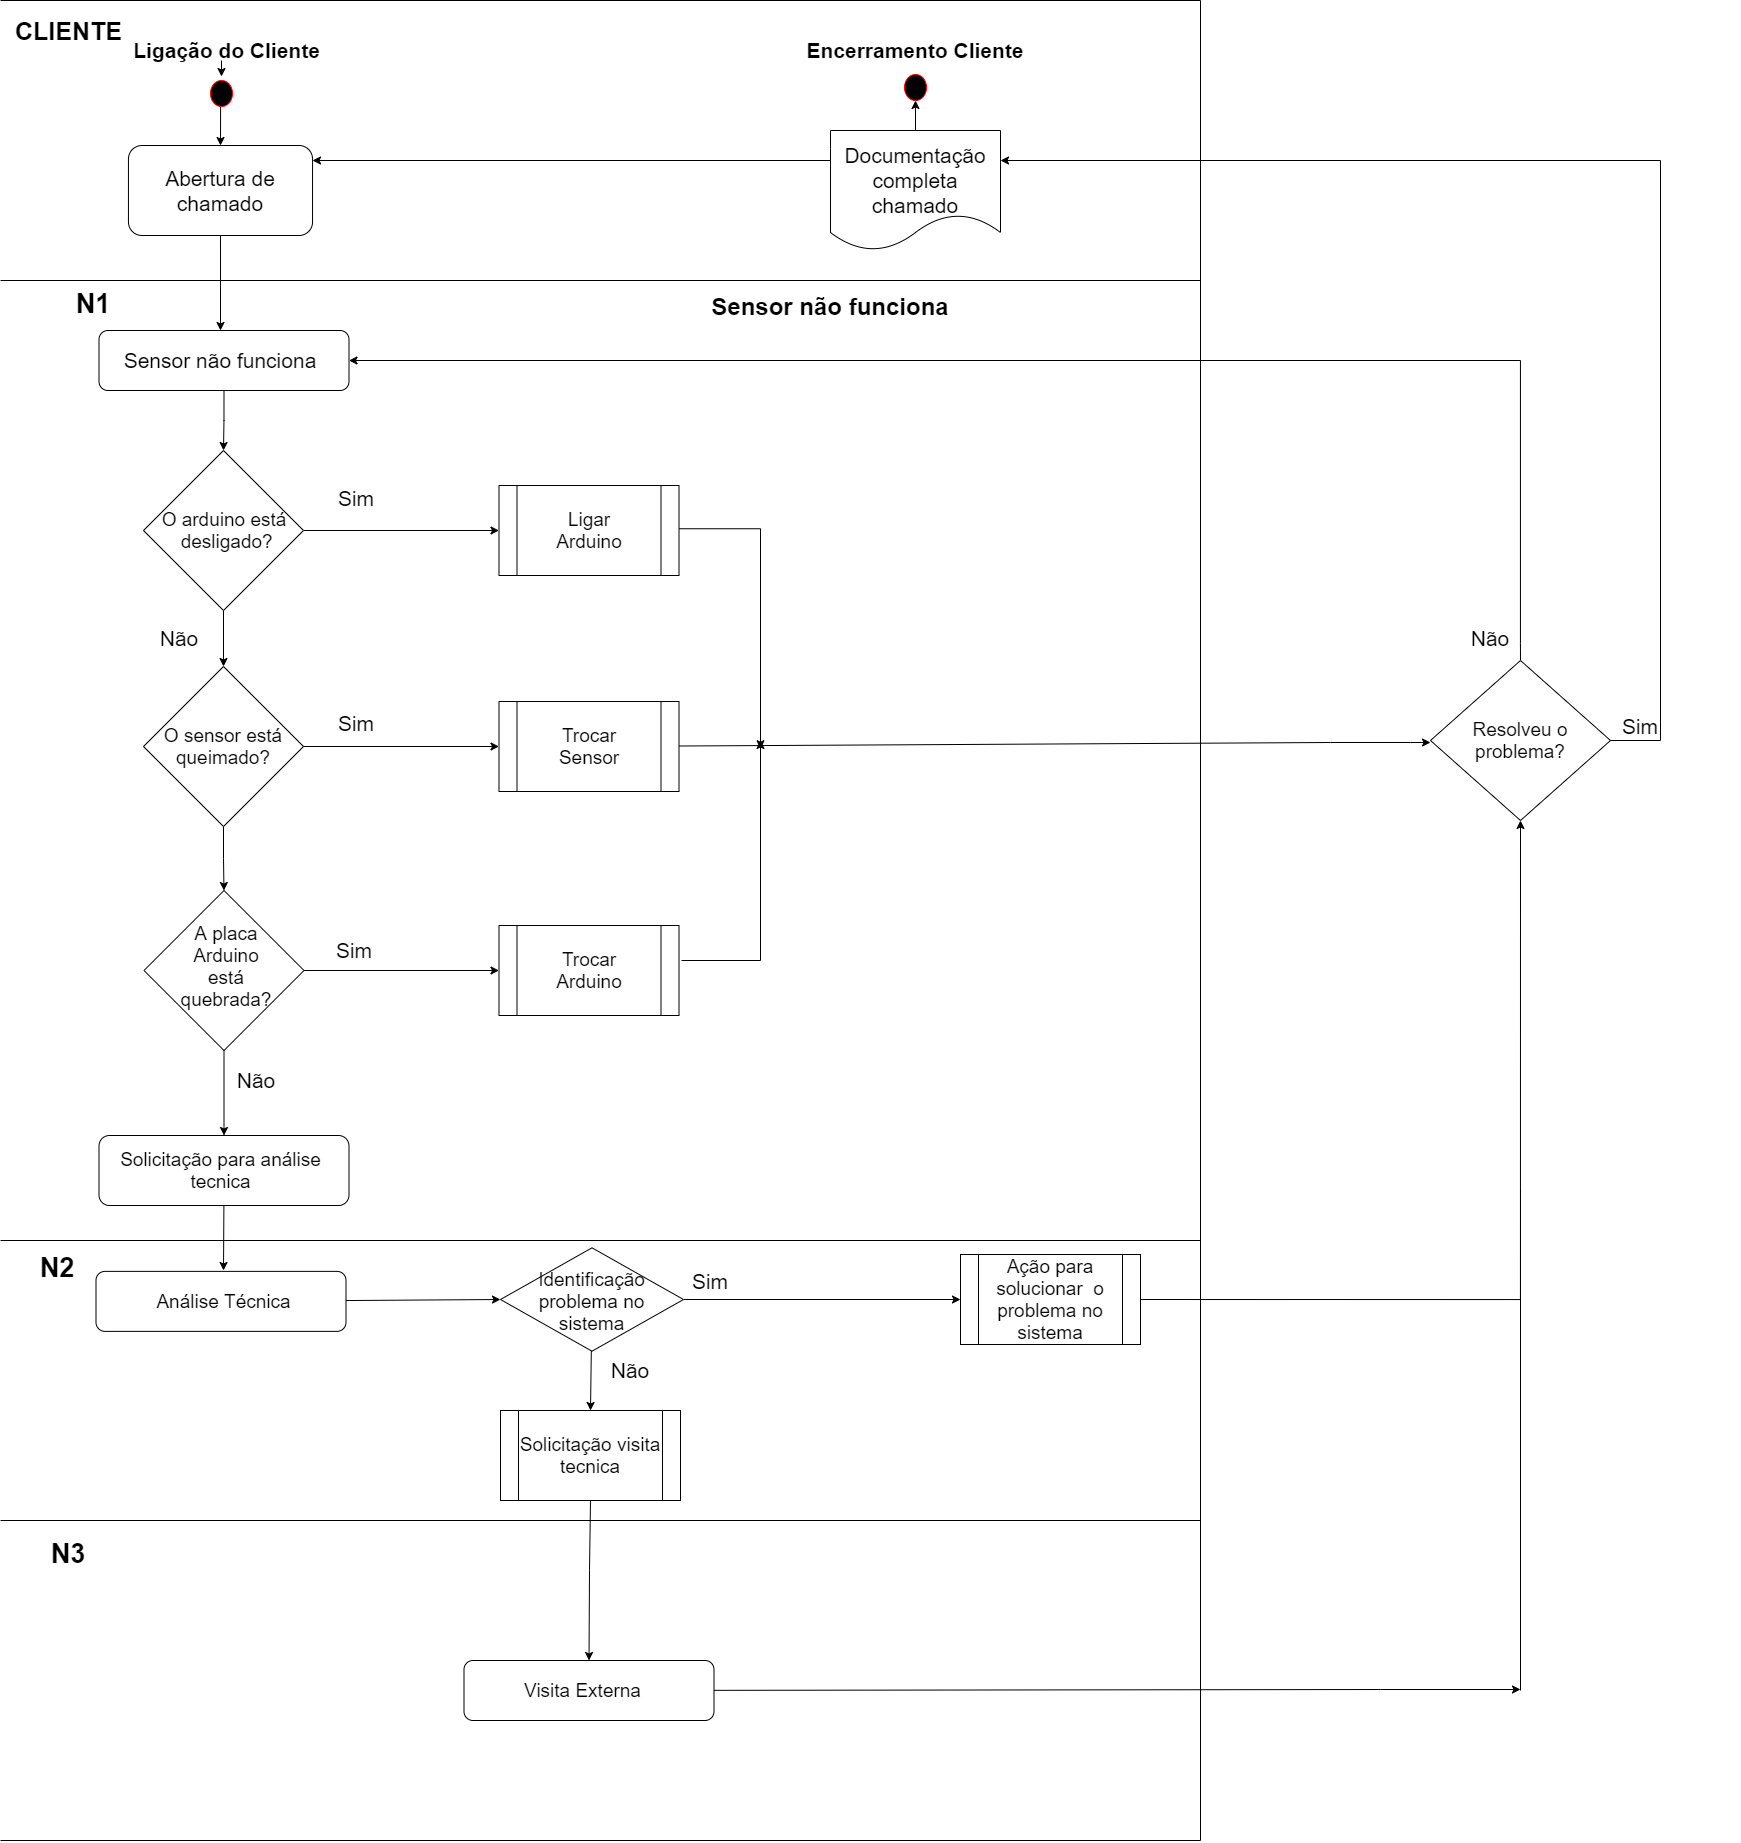 CLIENTE
Ligação do Cliente
Encerramento Cliente
Abertura de
chamado
Documentação
completa
chamado
N1
Sensor não funciona
Sensor não funciona
O arduino está
desligado?
Sim
Ligar
Arduino
Não
O sensor está
queimado?
Sim
Trocar
Sensor
Não
Resolveu o
problema?
Sim
A placa
Arduino
está
quebrada?
Sim
Trocar
Arduino
Não
Solicitação para análise
tecnica
N2
Análise Técnica
Identificação
problema no
sistema
Sim
Ação para
solucionar  o
problema no
sistema
Não
Solicitação visita
tecnica
N3
Visita Externa